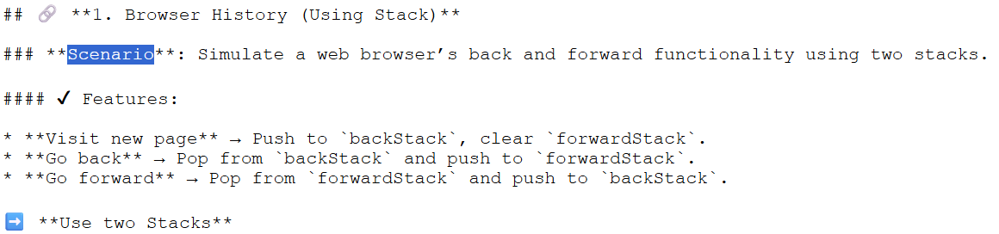 ## 🔗 **1. Browser History (Using Stack)**
### **Scenario**: Simulate a web browser’s back and forward functionality using two stacks.
#### ✔ Features:
* **Visit new page** → Push to `backStack`, clear `forwardStack`.
* **Go back** → Pop from `backStack` and push to `forwardStack`.
* **Go forward** → Pop from `forwardStack` and push to `backStack`.
➡️ **Use two Stacks**